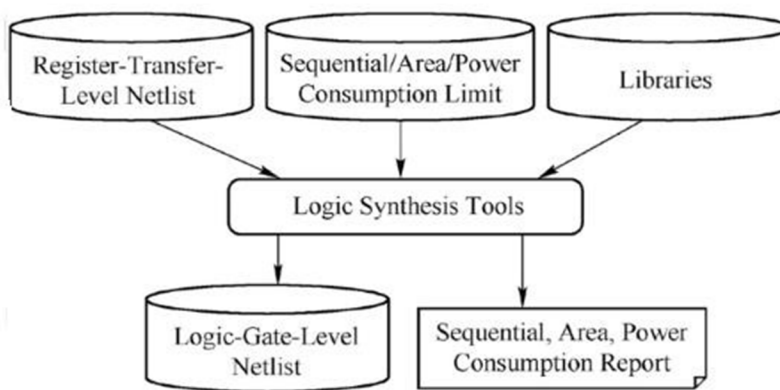 Register-Transfer-
Level Netlist
Sequential/Area/Power
Consumption Limit
Libraries
Logic Synthesis Tools
Logic-Gate-Level
Netlist
Sequential, Area, Power
Consumption Report